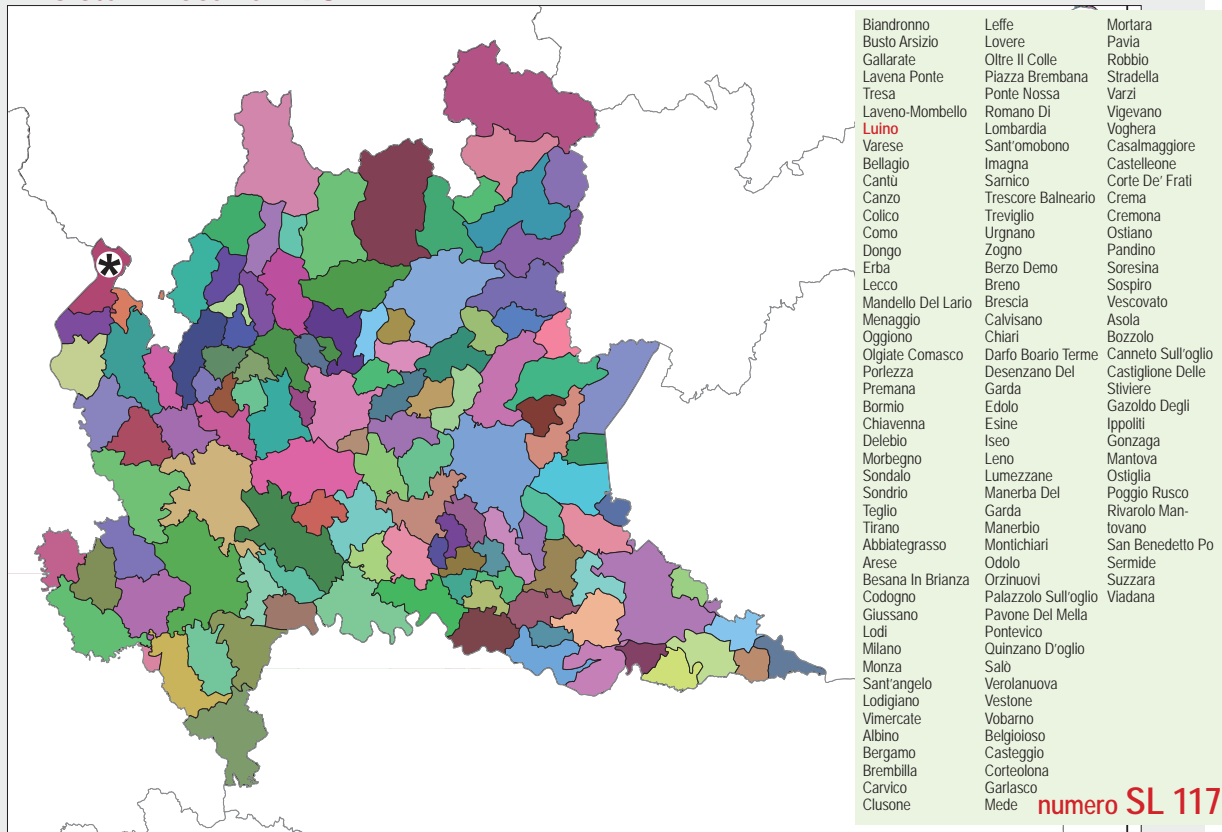 Biandronno
Busto Arsizio
Gallarate
Lavena Ponte
Tresa
Laveno-Mombello
Luino
Varese
Bellagio
Cantù
Canzo
Colico
Como
Dongo
Erba
Lecco
Mandello Del Lario
Menaggio
Oggiono
Olgiate Comasco
Porlezza
Premana
Bormio
Chiavenna
Delebio
Morbegno
Sondalo
Sondrio
Teglio
Tirano
Abbiategrasso
Arese
Besana In Brianza
Codogno
Giussano
Lodi
Milano
Monza
Sant'angelo
Lodigiano
Vimercate
Albino
Bergamo
Brembilla
Carvico
Clusone
Leffe
Lovere
Oltre Il Colle
Piazza Brembana
Ponte Nossa
Romano Di
Lombardia
Sant'omobono
Imagna
Sarnico
Trescore Balneario
Treviglio
Urgnano
Zogno
Berzo Demo
Breno
Brescia
Calvisano
Chiari
Darfo Boario Terme
Desenzano Del
Garda
Edolo
Esine
Iseo
Leno
Lumezzane
Manerba Del
Garda
Manerbio
Montichiari
Odolo
Orzinuovi
Palazzolo Sull'oglio
Pavone Del Mella
Pontevico
Quinzano D'oglio
Salò
Verolanuova
Vestone
Vobarno
Belgioioso
Casteggio
Corteolona
Garlasco
Mede
Mortara
Pavia
Robbio
Stradella
Varzi
Vigevano
Voghera
Casalmaggiore
Castelleone
Corte De' Frati
Crema
Cremona
Ostiano
Pandino
Soresina
Sospiro
Vescovato
Asola
Bozzolo
Canneto Sull'oglio
Castiglione Delle
Stiviere
Gazoldo Degli
Ippoliti
Gonzaga
Mantova
Ostiglia
Poggio Rusco
Rivarolo Man-
tovano
San Benedetto Po
Sermide
Suzzara
Viadana
numero SL 117